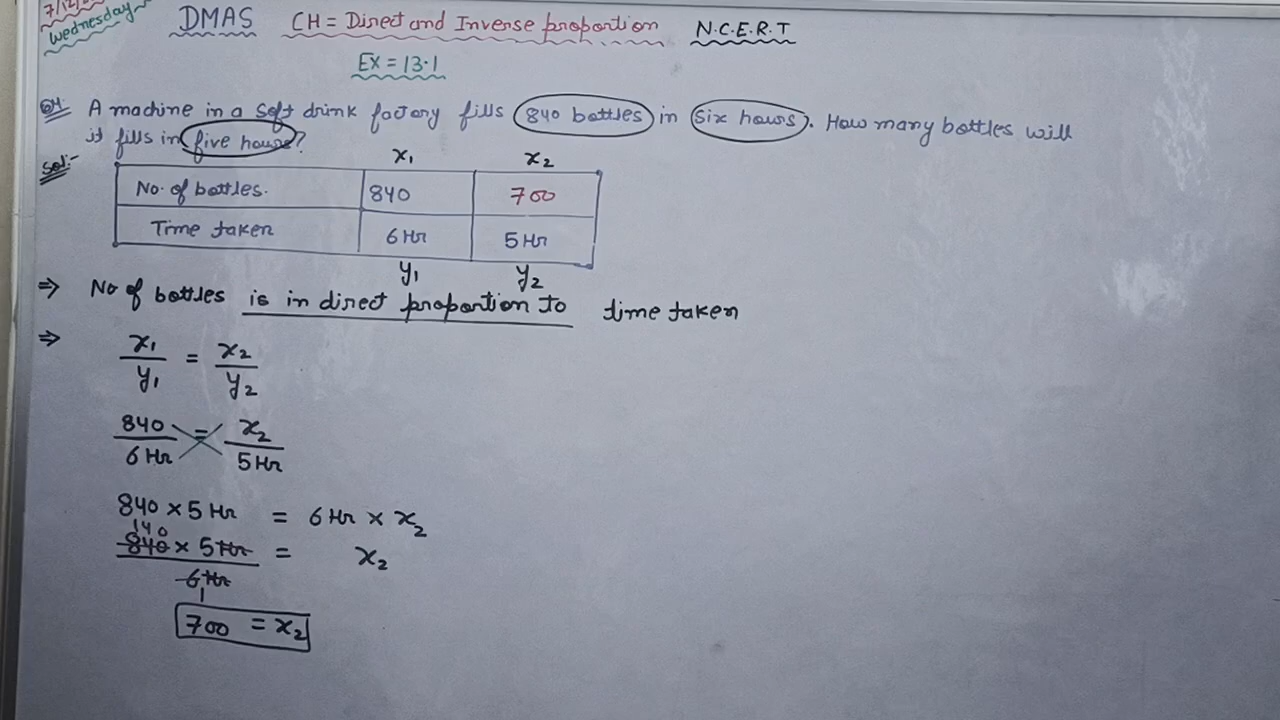 7/12/
Wednesday
DMAS CH = Direct and Inverse proportion N.C.E.R.T
EX = 13.1
A machine in a soft drink factory fills 840 bottles in six hours. How many bottles will
it fills in five hours?
Sol:-
x₁ x₂
No. of bottles. 840 700
Time taken 6 Hr 5 Hr
y₁ y₂
⇒ No of bottles is in direct proportion to time taken
⇒ x₁/y₁ = x₂/y₂
840/6 Hr = x₂/5 Hr
840 × 5 Hr = 6 Hr × x₂
140
840 × 5 Hr = x₂
6 Hr
1
700 = x₂